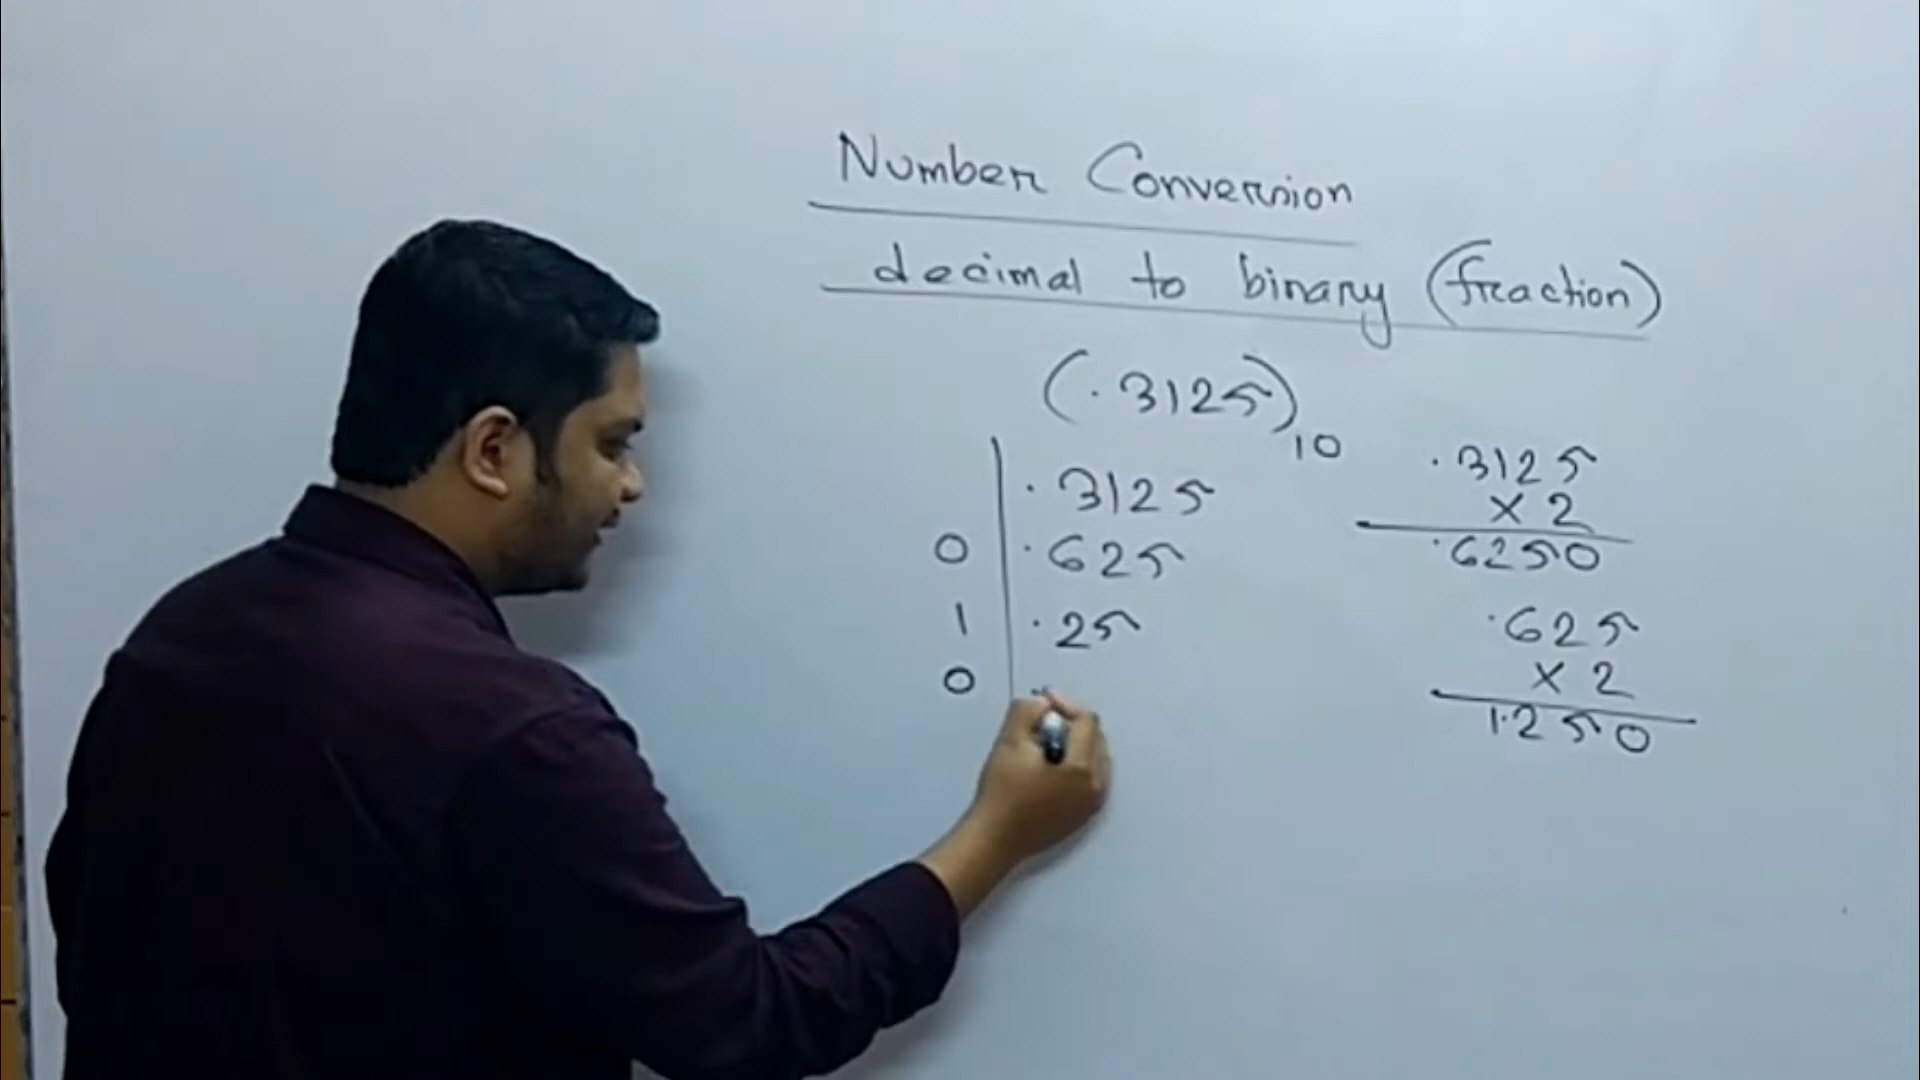 Number Conversion
decimal to binary (fraction)
(.3125)10
.3125
0 .625
1 .25
0 .
.3125
x 2
.6250
.625
x 2
1.250